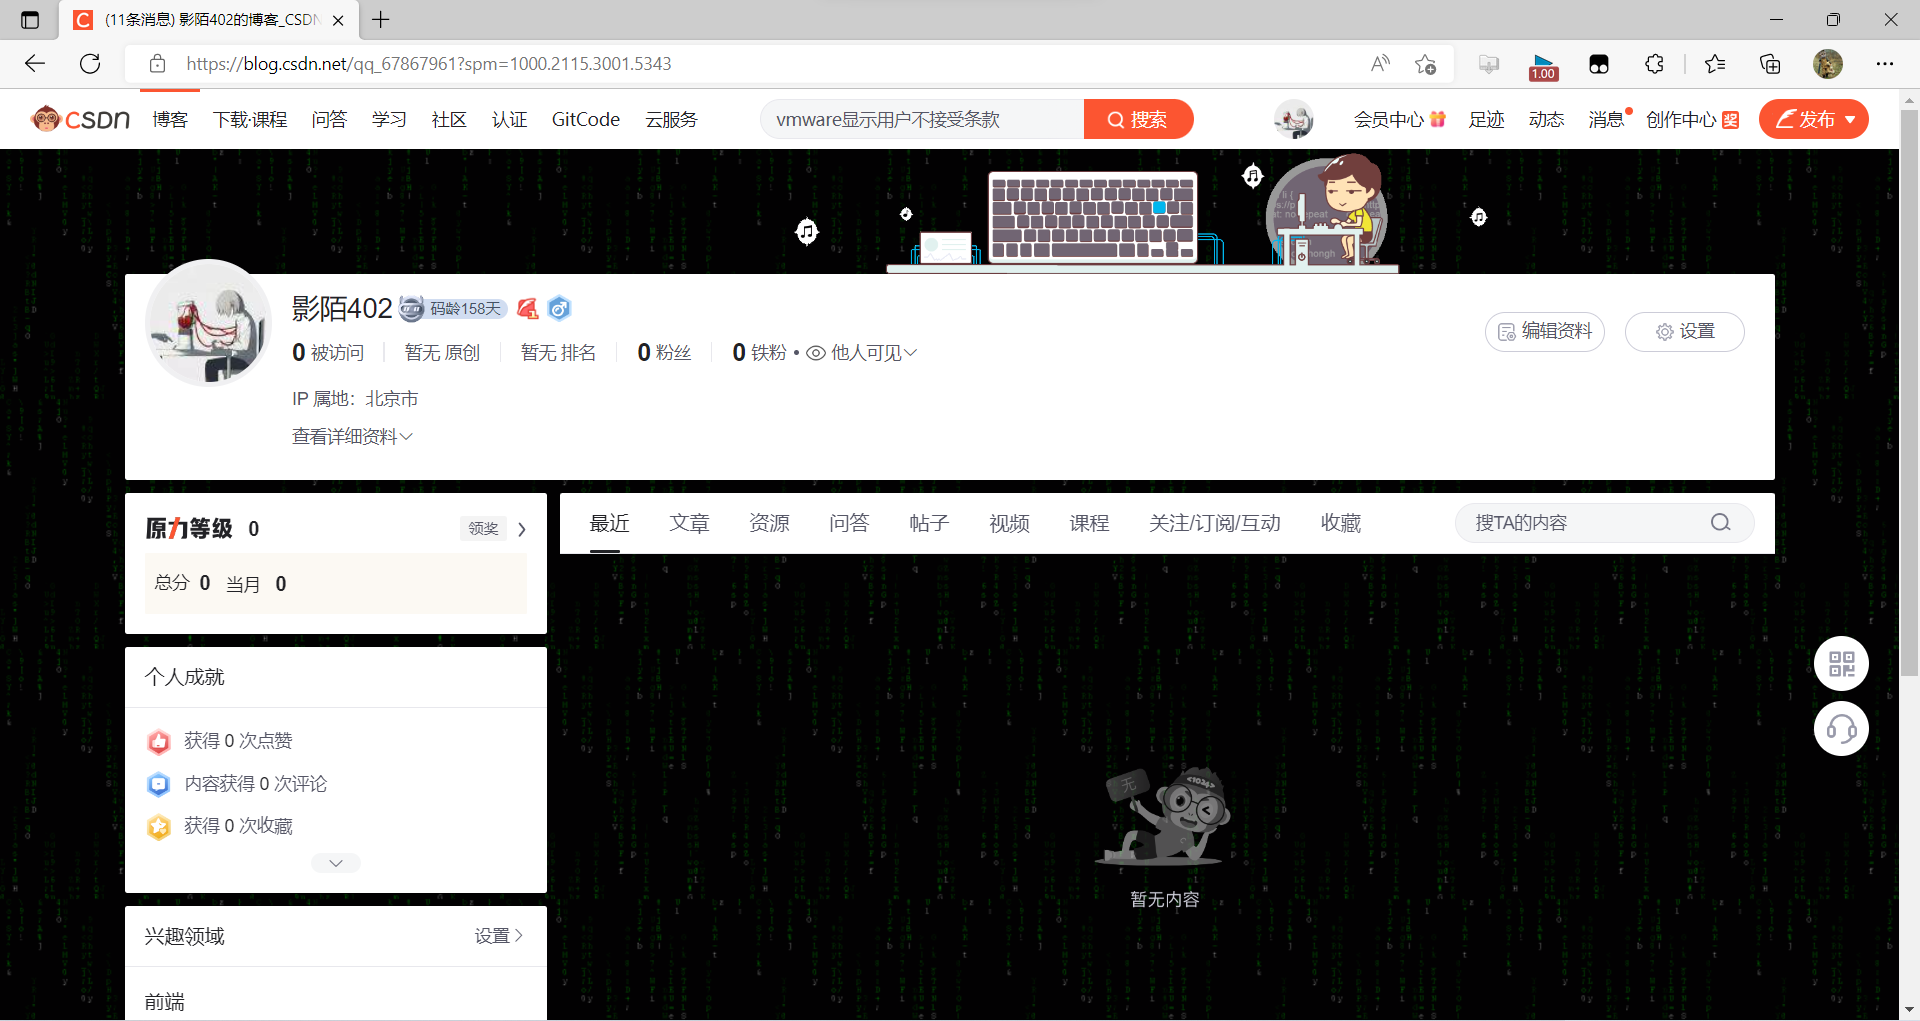 (11条消息) 影陌402的博客_CSDN
https://blog.csdn.net/qq_67867961?spm=1000.2115.3001.5343
1.00
CSDN 博客 下载·课程 问答 学习 社区 认证 GitCode 云服务 vmware显示用户不接受条款 搜索 会员中心 足迹 动态 消息 创作中心 奖 发布
影陌402 码龄158天 1
0 被访问 暂无 原创 暂无 排名 0 粉丝 0 铁粉 • 他人可见
编辑资料 设置
IP 属地：北京市
查看详细资料
原力等级 0 领奖
总分 0 当月 0
最近 文章 资源 问答 帖子 视频 课程 关注/订阅/互动 收藏 搜TA的内容
个人成就
获得 0 次点赞
内容获得 0 次评论
获得 0 次收藏
无
<1024>
暂无内容
兴趣领域 设置
前端